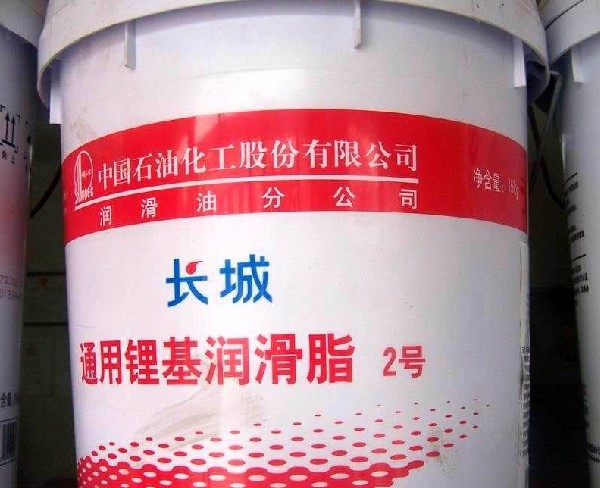 中国石油化工股份有限公司
润滑油分公司
净含量:15kg
长城
通用锂基润滑脂 2号